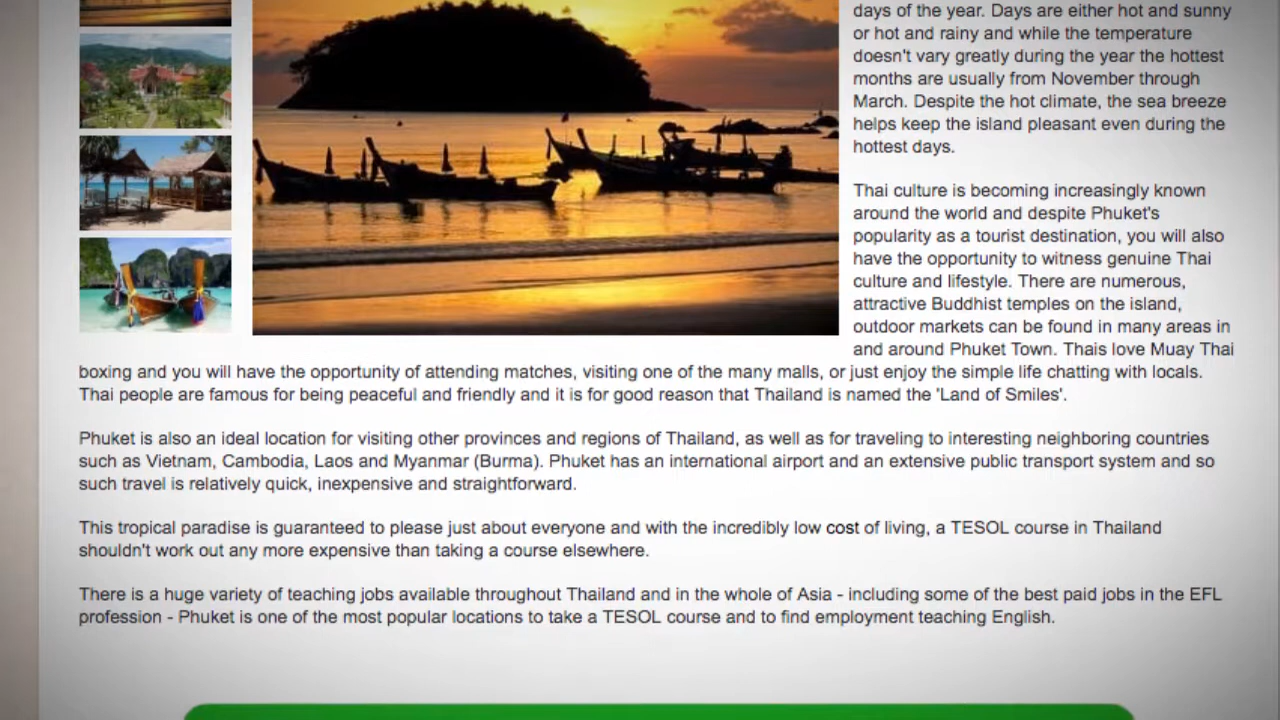 days of the year. Days are either hot and sunny
or hot and rainy and while the temperature
doesn't vary greatly during the year the hottest
months are usually from November through
March. Despite the hot climate, the sea breeze
helps keep the island pleasant even during the
hottest days.
Thai culture is becoming increasingly known
around the world and despite Phuket's
popularity as a tourist destination, you will also
have the opportunity to witness genuine Thai
culture and lifestyle. There are numerous,
attractive Buddhist temples on the island,
outdoor markets can be found in many areas in
and around Phuket Town. Thais love Muay Thai
boxing and you will have the opportunity of attending matches, visiting one of the many malls, or just enjoy the simple life chatting with locals.
Thai people are famous for being peaceful and friendly and it is for good reason that Thailand is named the 'Land of Smiles'.
Phuket is also an ideal location for visiting other provinces and regions of Thailand, as well as for traveling to interesting neighboring countries
such as Vietnam, Cambodia, Laos and Myanmar (Burma). Phuket has an international airport and an extensive public transport system and so
such travel is relatively quick, inexpensive and straightforward.
This tropical paradise is guaranteed to please just about everyone and with the incredibly low cost of living, a TESOL course in Thailand
shouldn't work out any more expensive than taking a course elsewhere.
There is a huge variety of teaching jobs available throughout Thailand and in the whole of Asia - including some of the best paid jobs in the EFL
profession - Phuket is one of the most popular locations to take a TESOL course and to find employment teaching English.